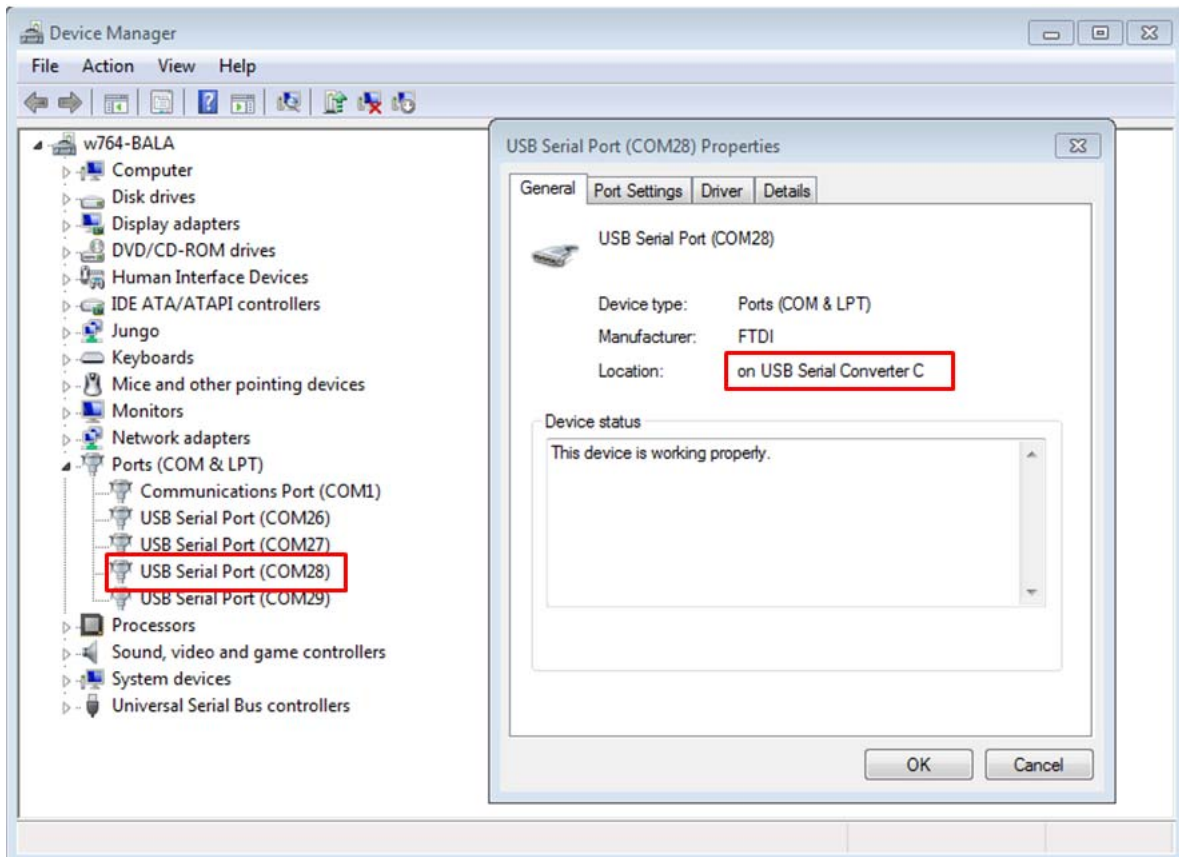 Device Manager
File Action View Help
w764-BALA
Computer
Disk drives
Display adapters
DVD/CD-ROM drives
Human Interface Devices
IDE ATA/ATAPI controllers
Jungo
Keyboards
Mice and other pointing devices
Monitors
Network adapters
Ports (COM & LPT)
Communications Port (COM1)
USB Serial Port (COM26)
USB Serial Port (COM27)
USB Serial Port (COM28)
USB Serial Port (COM29)
Processors
Sound, video and game controllers
System devices
Universal Serial Bus controllers
USB Serial Port (COM28) Properties
General Port Settings Driver Details
USB Serial Port (COM28)
Device type: Ports (COM & LPT)
Manufacturer: FTDI
Location: on USB Serial Converter C
Device status
This device is working properly.
OK Cancel